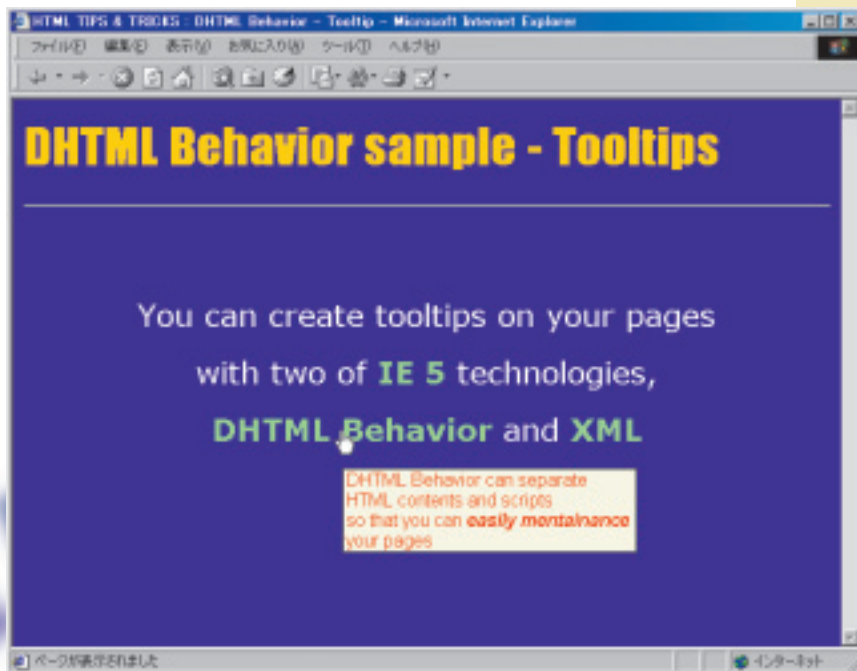 HTML TIPS & TRICKS : DHTML Behavior - Tooltip - Microsoft Internet Explorer
ファイル(F) 編集(E) 表示(V) お気に入り(A) ツール(T) ヘルプ(H)
DHTML Behavior sample - Tooltips
You can create tooltips on your pages
with two of IE 5 technologies,
DHTML Behavior and XML
DHTML Behavior can separate
HTML contents and scripts
so that you can easily mentainance
your pages
ページが表示されました インターネット